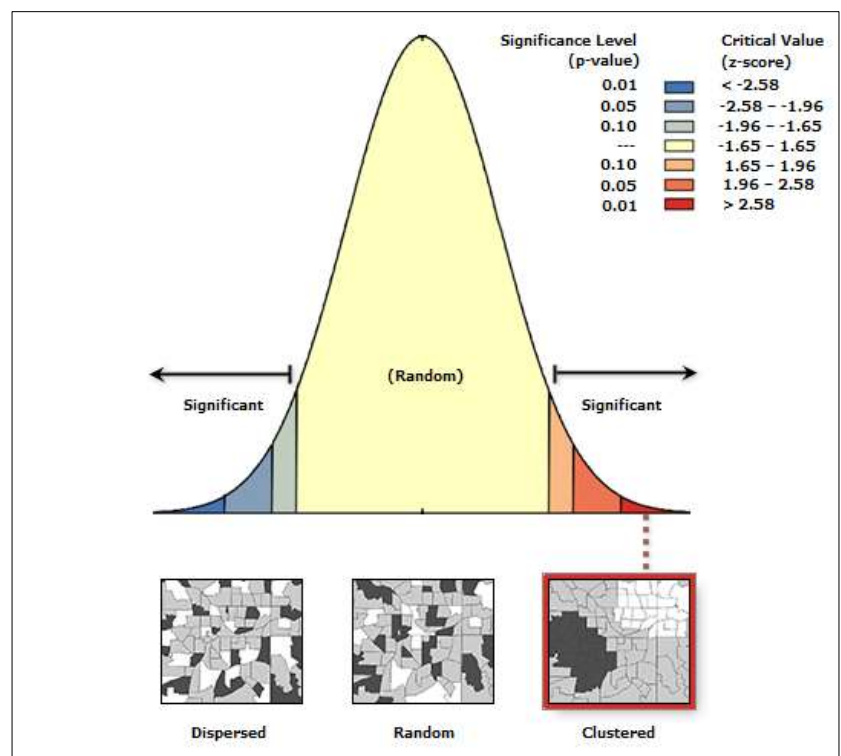 Significance Level Critical Value
(p-value) (z-score)
0.01 < -2.58
0.05 -2.58 – -1.96
0.10 -1.96 – -1.65
--- -1.65 – 1.65
0.10 1.65 – 1.96
0.05 1.96 – 2.58
0.01 > 2.58
(Random)
Significant Significant
Dispersed Random Clustered